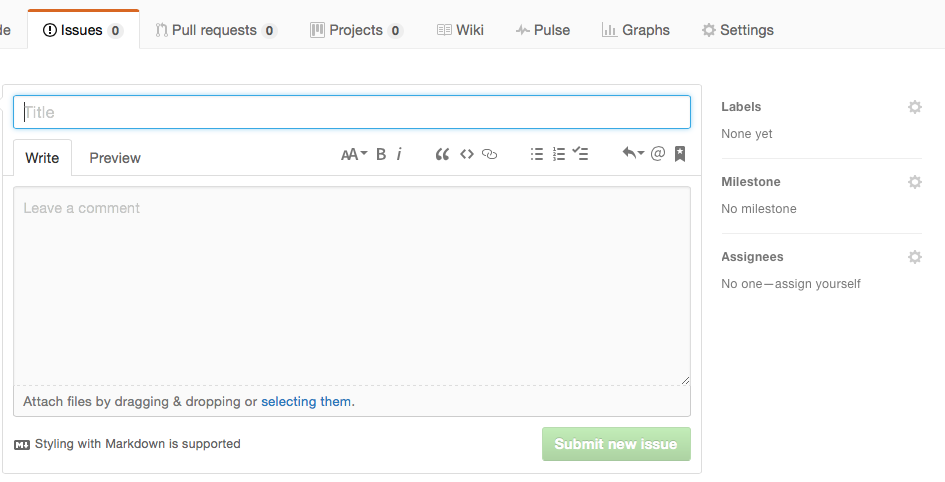 de Issues 0 Pull requests 0 Projects 0 Wiki Pulse Graphs Settings
Title
Write Preview AA B i @
Leave a comment
Attach files by dragging & dropping or selecting them.
M↓ Styling with Markdown is supported Submit new issue
Labels
None yet
Milestone
No milestone
Assignees
No one—assign yourself